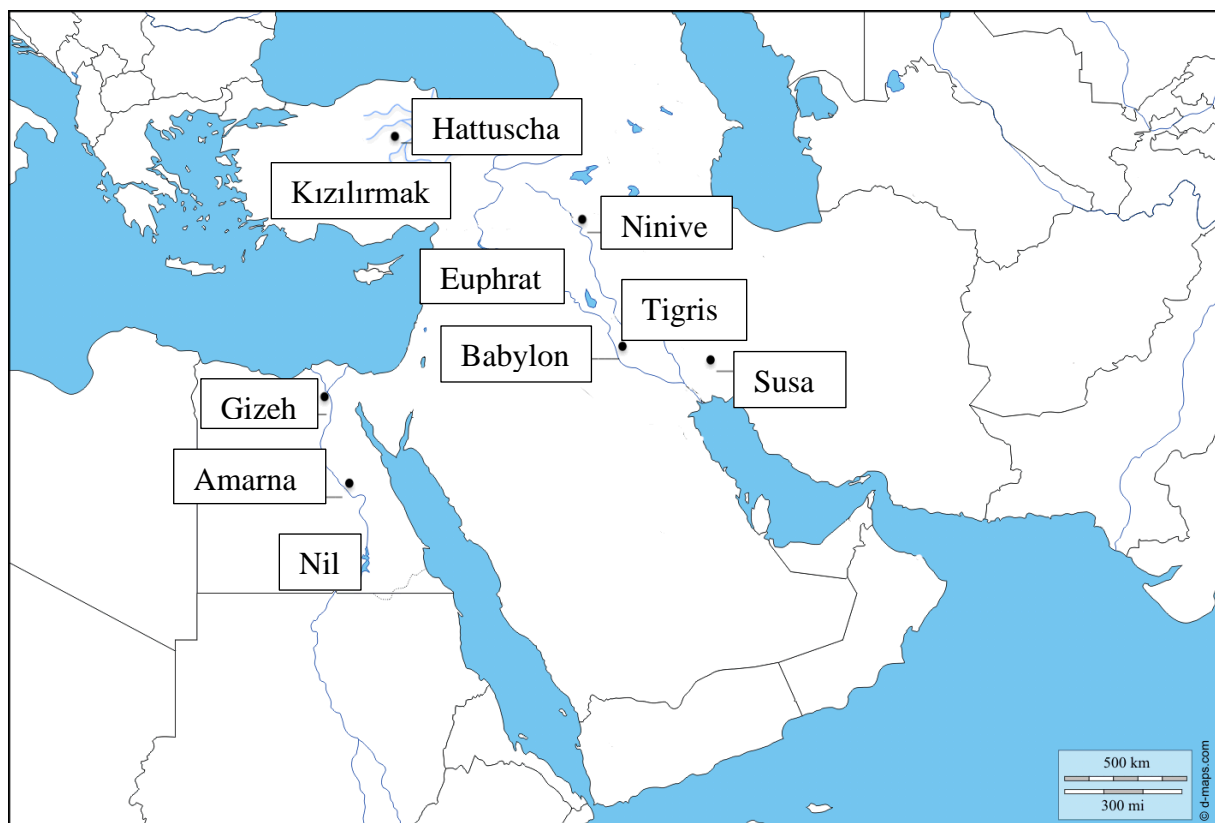 Hattuscha
Kızılırmak
Ninive
Euphrat
Tigris
Babylon
Susa
Gizeh
Amarna
Nil
500 km
300 mi
© d-maps.com